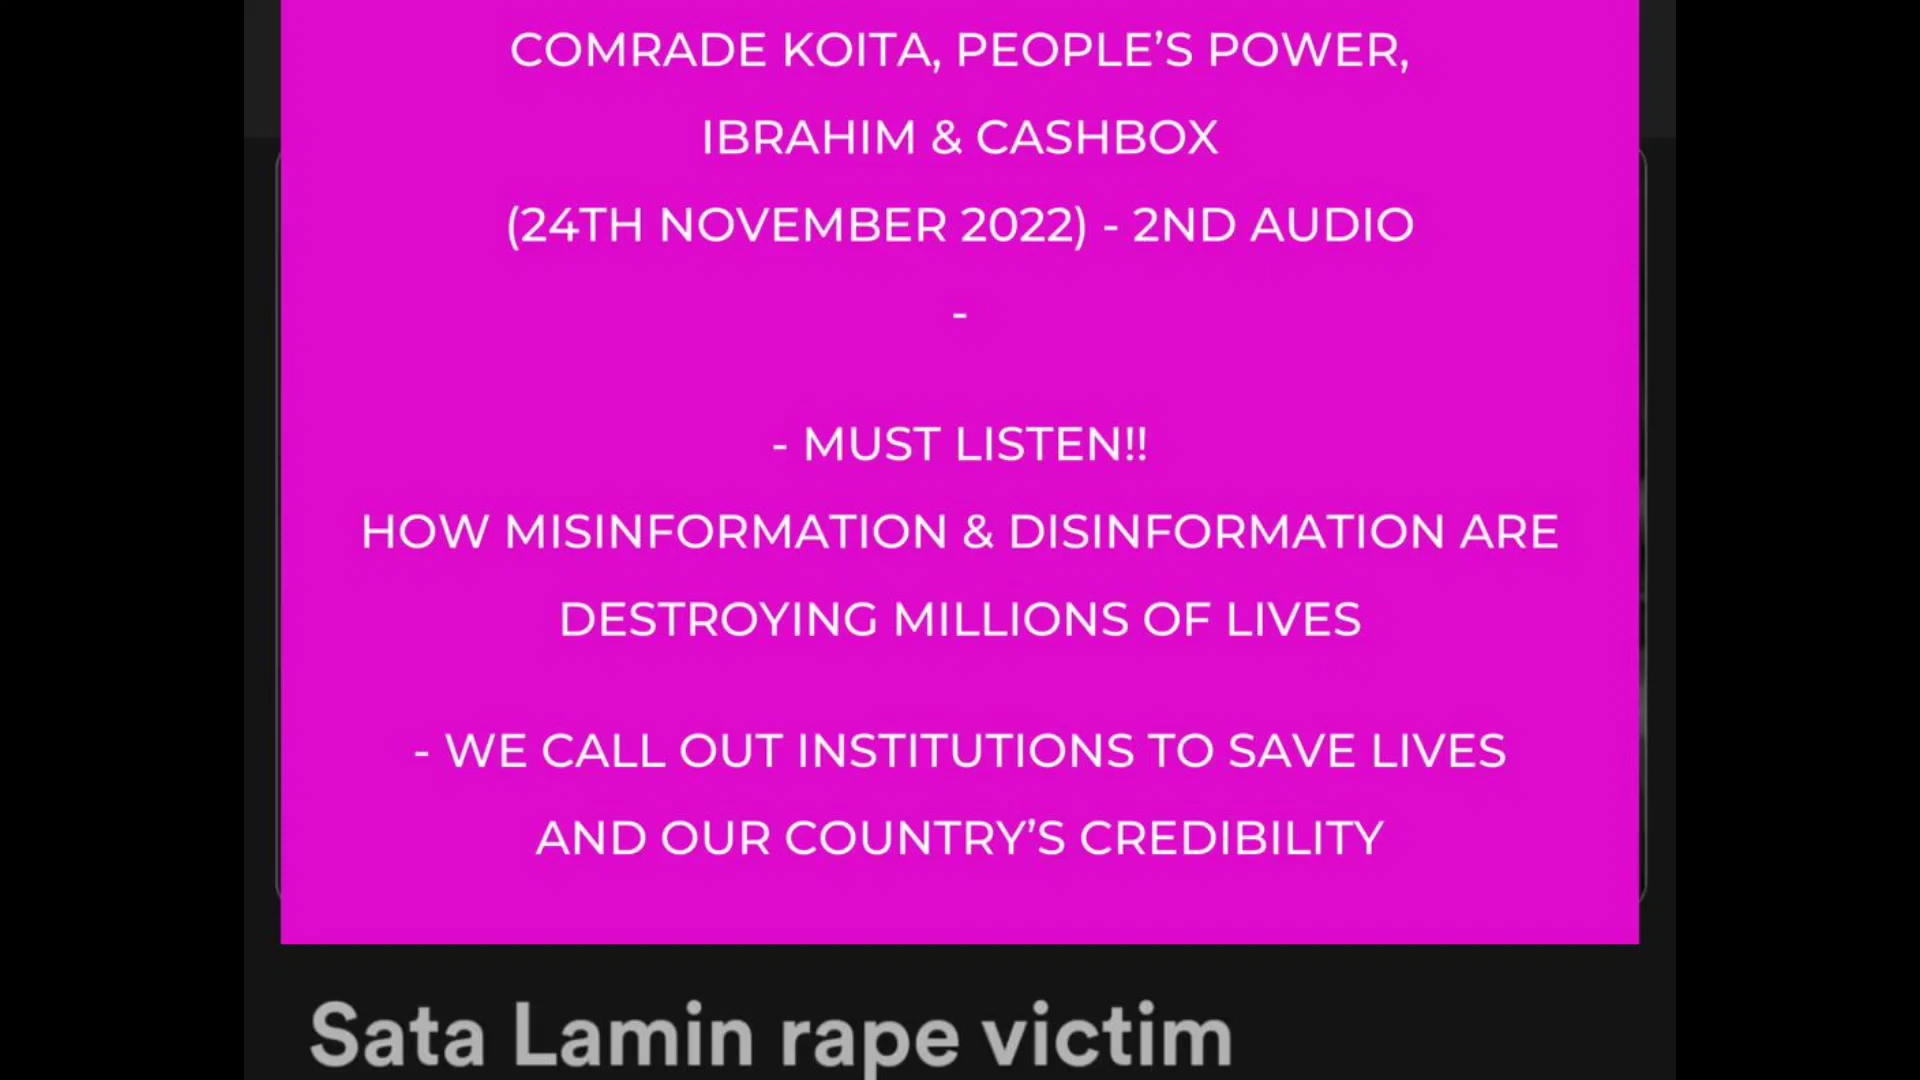 COMRADE KOITA, PEOPLE’S POWER,
IBRAHIM & CASHBOX
(24TH NOVEMBER 2022) - 2ND AUDIO
-
- MUST LISTEN!!
HOW MISINFORMATION & DISINFORMATION ARE
DESTROYING MILLIONS OF LIVES
- WE CALL OUT INSTITUTIONS TO SAVE LIVES
AND OUR COUNTRY’S CREDIBILITY
Sata Lamin rape victim